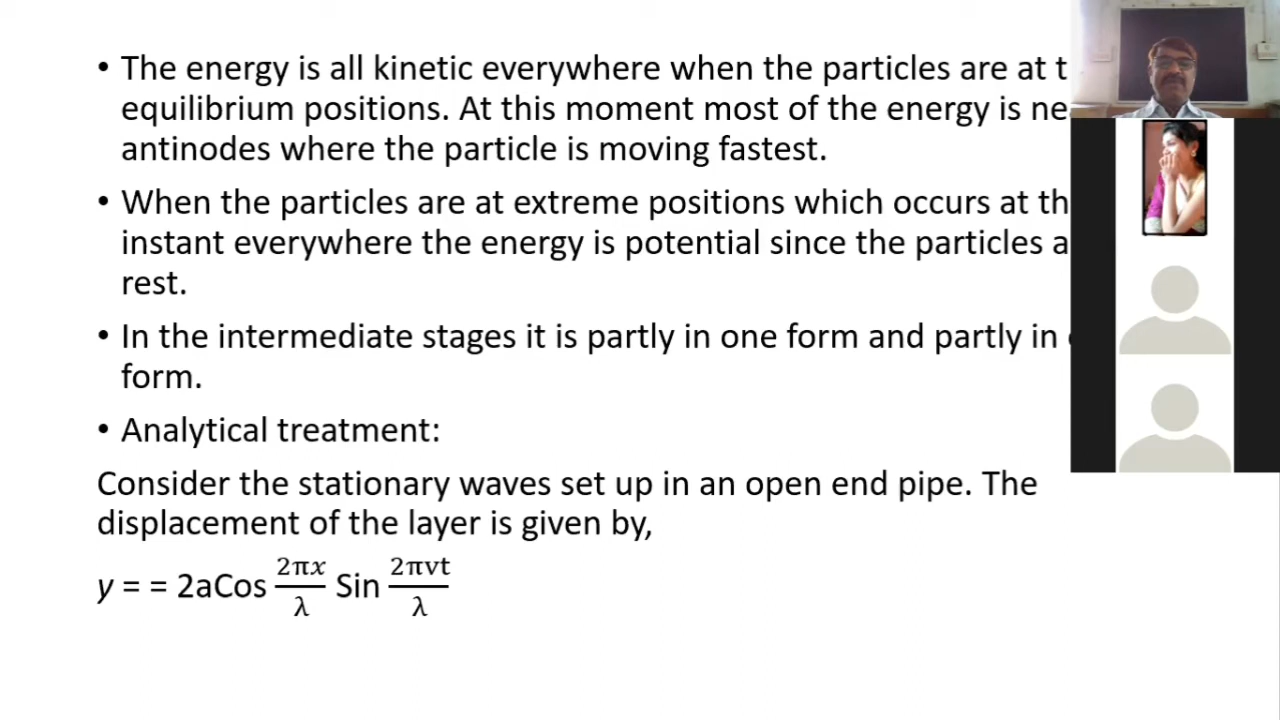 • The energy is all kinetic everywhere when the particles are at
equilibrium positions. At this moment most of the energy is
antinodes where the particle is moving fastest.
• When the particles are at extreme positions which occurs at
instant everywhere the energy is potential since the particles
rest.
• In the intermediate stages it is partly in one form and partly in
form.
• Analytical treatment:
Consider the stationary waves set up in an open end pipe. The
displacement of the layer is given by,
y = = 2aCos 2πx/λ Sin 2πvt/λ